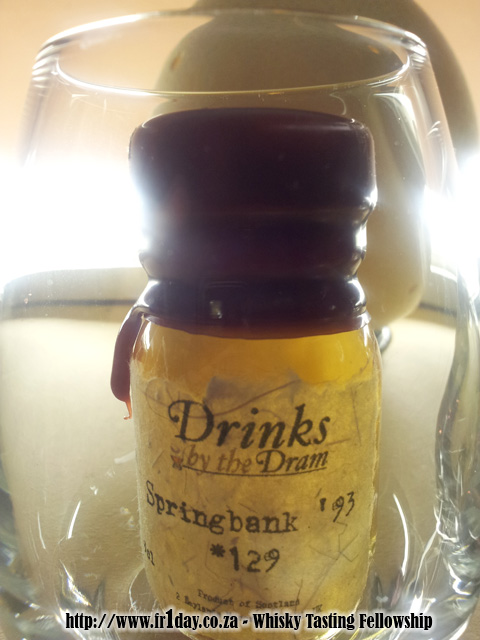 Drinks
by the Dram
Springbank '93
*129
Product of Scotland
http://www.fr1day.co.za - Whisky Tasting Fellowship